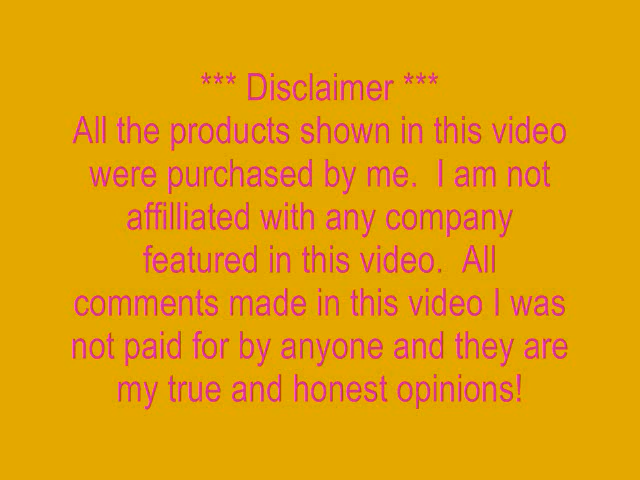 *** Disclaimer ***
All the products shown in this video
were purchased by me.  I am not
affilliated with any company
featured in this video.  All
comments made in this video I was
not paid for by anyone and they are
my true and honest opinions!